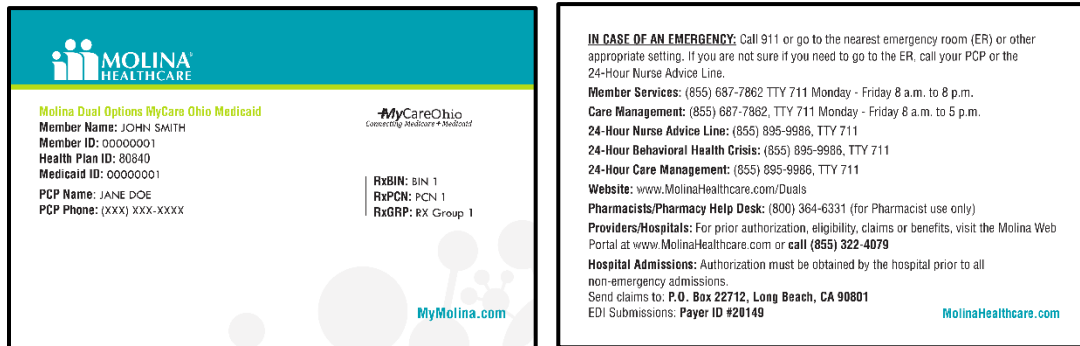 MOLINA®
HEALTHCARE
Molina Dual Options MyCare Ohio Medicaid
Member Name: JOHN SMITH
Member ID: 00000001
Health Plan ID: 80840
Medicaid ID: 00000001
PCP Name: JANE DOE
PCP Phone: (XXX) XXX-XXXX
MyCareOhio
Connecting Medicare + Medicaid
RxBIN: BIN 1
RxPCN: PCN 1
RxGRP: RX Group 1
MyMolina.com
IN CASE OF AN EMERGENCY: Call 911 or go to the nearest emergency room (ER) or other
appropriate setting. If you are not sure if you need to go to the ER, call your PCP or the
24-Hour Nurse Advice Line.
Member Services: (855) 687-7862 TTY 711 Monday - Friday 8 a.m. to 8 p.m.
Care Management: (855) 687-7862, TTY 711 Monday - Friday 8 a.m. to 5 p.m.
24-Hour Nurse Advice Line: (855) 895-9986, TTY 711
24-Hour Behavioral Health Crisis: (855) 895-9986, TTY 711
24-Hour Care Management: (855) 895-9986, TTY 711
Website: www.MolinaHealthcare.com/Duals
Pharmacists/Pharmacy Help Desk: (800) 364-6331 (for Pharmacist use only)
Providers/Hospitals: For prior authorization, eligibility, claims or benefits, visit the Molina Web
Portal at www.MolinaHealthcare.com or call (855) 322-4079
Hospital Admissions: Authorization must be obtained by the hospital prior to all
non-emergency admissions.
Send claims to: P.O. Box 22712, Long Beach, CA 90801
EDI Submissions: Payer ID #20149
MolinaHealthcare.com